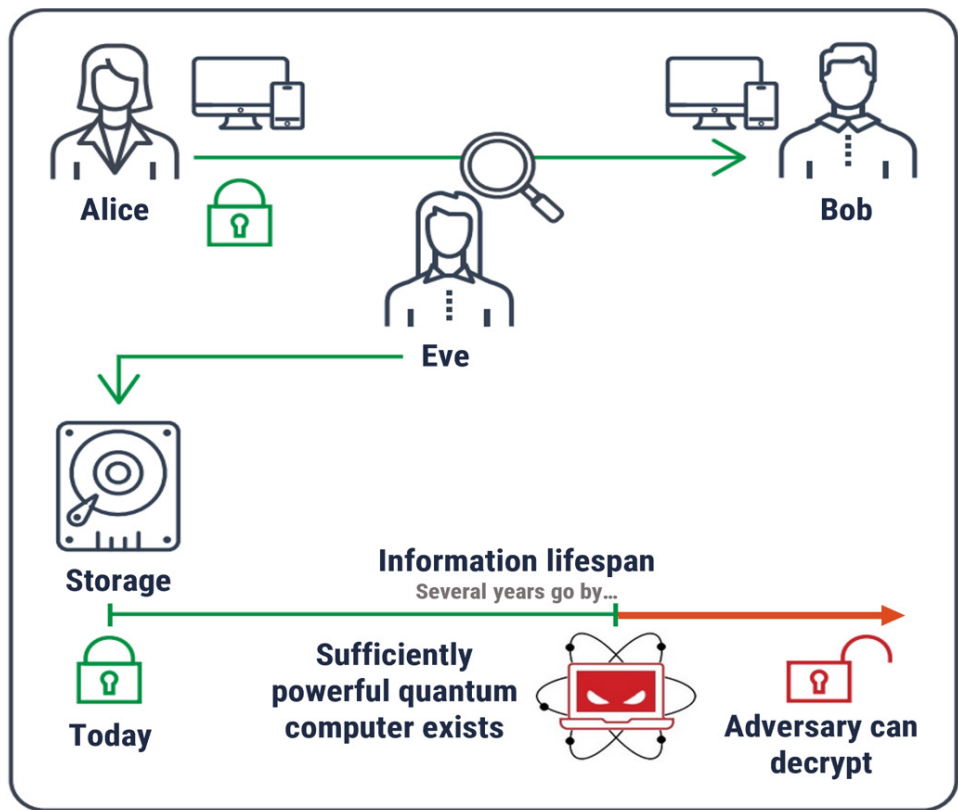 Alice
Bob
Eve
Storage
Information lifespan
Several years go by...
Today
Sufficiently
powerful quantum
computer exists
Adversary can
decrypt